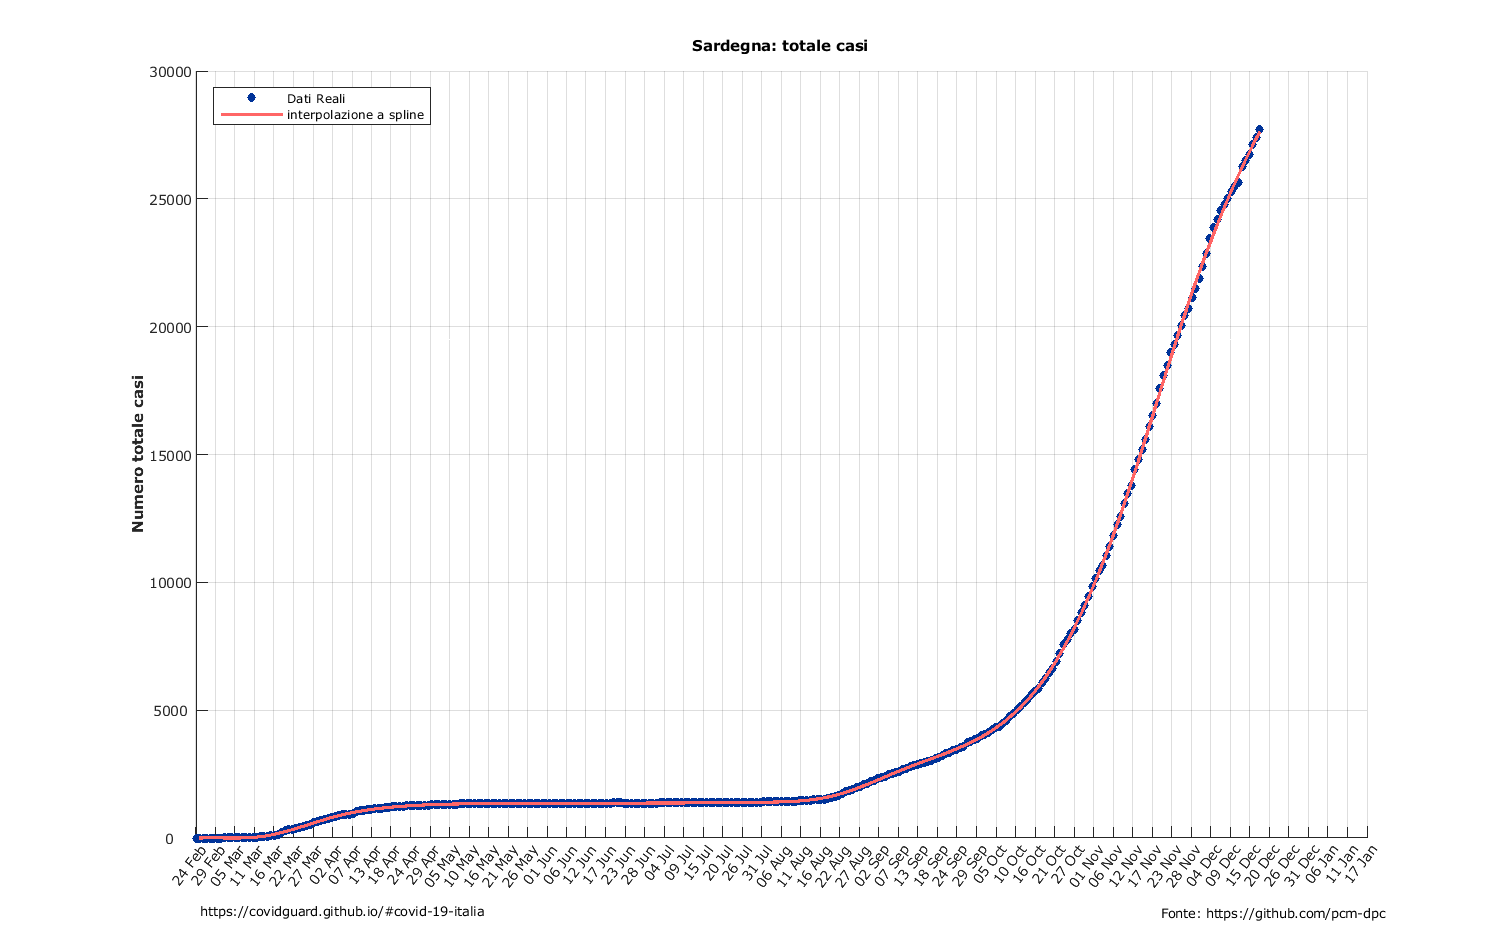 Sardegna: totale casi
30000
25000
20000
15000
10000
5000
0
Numero totale casi
Dati Reali
interpolazione a spline
24 Feb
29 Feb
05 Mar
11 Mar
16 Mar
22 Mar
27 Mar
02 Apr
07 Apr
13 Apr
18 Apr
24 Apr
29 Apr
05 May
10 May
16 May
21 May
26 May
01 Jun
06 Jun
12 Jun
17 Jun
23 Jun
28 Jun
04 Jul
09 Jul
15 Jul
20 Jul
26 Jul
31 Jul
06 Aug
11 Aug
16 Aug
22 Aug
27 Aug
02 Sep
07 Sep
13 Sep
18 Sep
24 Sep
29 Sep
05 Oct
10 Oct
16 Oct
21 Oct
27 Oct
01 Nov
06 Nov
12 Nov
17 Nov
23 Nov
28 Nov
04 Dec
09 Dec
15 Dec
20 Dec
26 Dec
31 Dec
06 Jan
11 Jan
17 Jan
https://covidguard.github.io/#covid-19-italia
Fonte: https://github.com/pcm-dpc